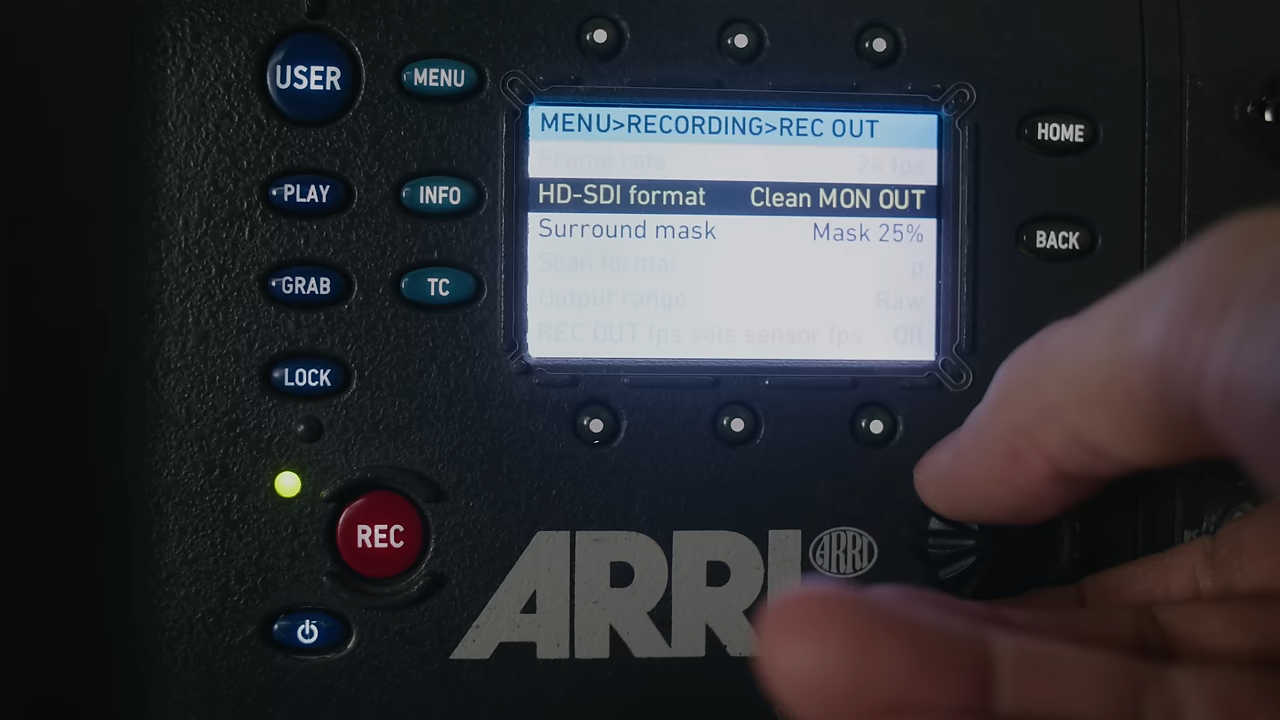 USER
MENU
PLAY
INFO
GRAB
TC
LOCK
REC
MENU>RECORDING>REC OUT
Frame rate 24 fps
HD-SDI format Clean MON OUT
Surround mask Mask 25%
Scan format p
Output range Raw
REC OUT fps sets sensor fps Off
HOME
BACK
ARRI
ARRI